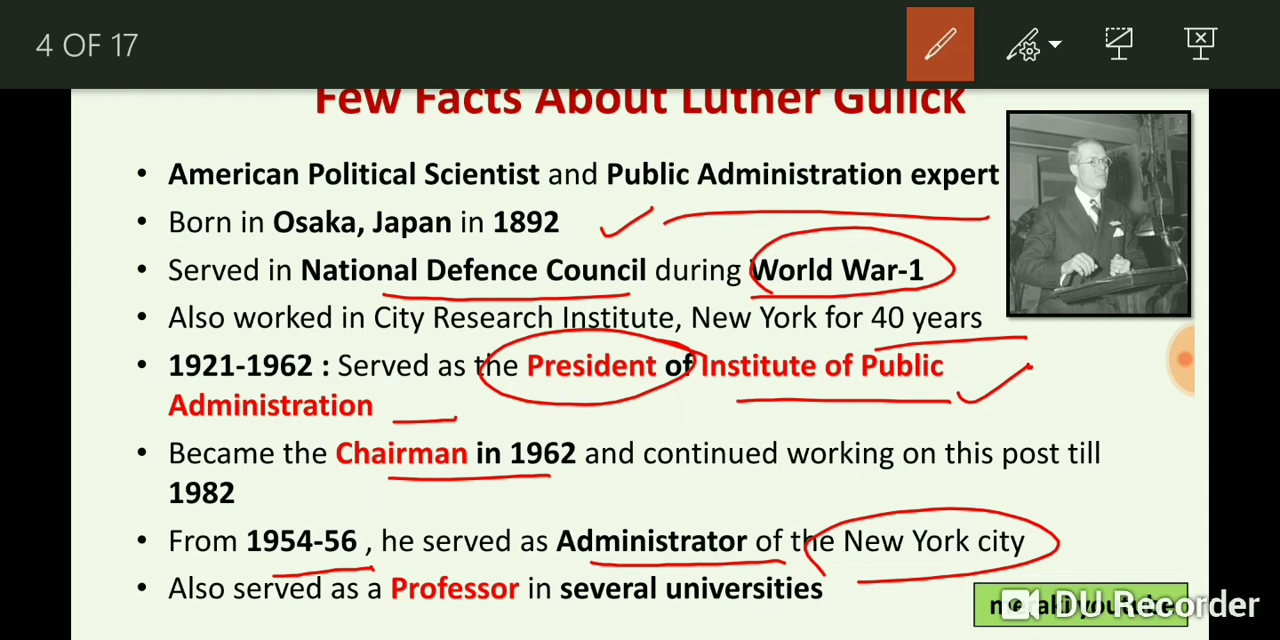 4 OF 17
Few Facts About Luther Gulick
• American Political Scientist and Public Administration expert
• Born in Osaka, Japan in 1892
• Served in National Defence Council during World War-1
• Also worked in City Research Institute, New York for 40 years
• 1921-1962 : Served as the President of Institute of Public
Administration
• Became the Chairman in 1962 and continued working on this post till
1982
• From 1954-56 , he served as Administrator of the New York city
• Also served as a Professor in several universities
DU Recorder